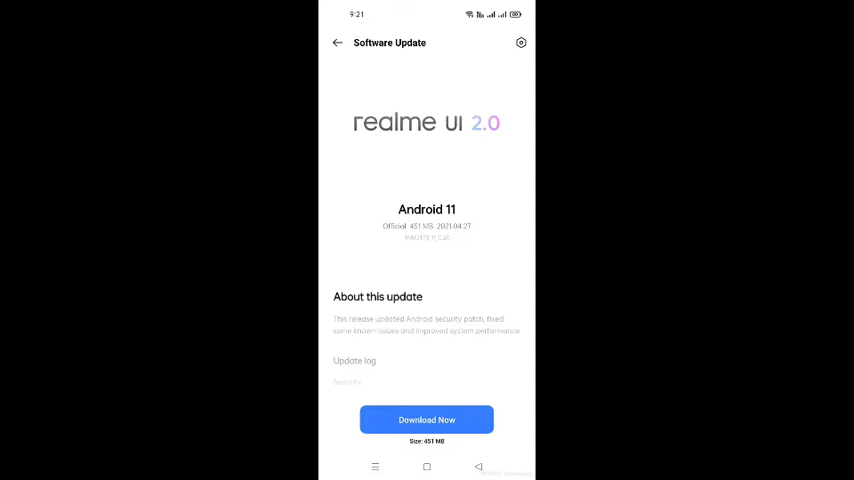 9:21
Software Update
realme UI 2.0
Android 11
Official 451 MB 2021.04.27
About this update
This release updated Android security patch, fixed
some known issues and improved system performance
Update log
Security
Download Now
Size: 451 MB